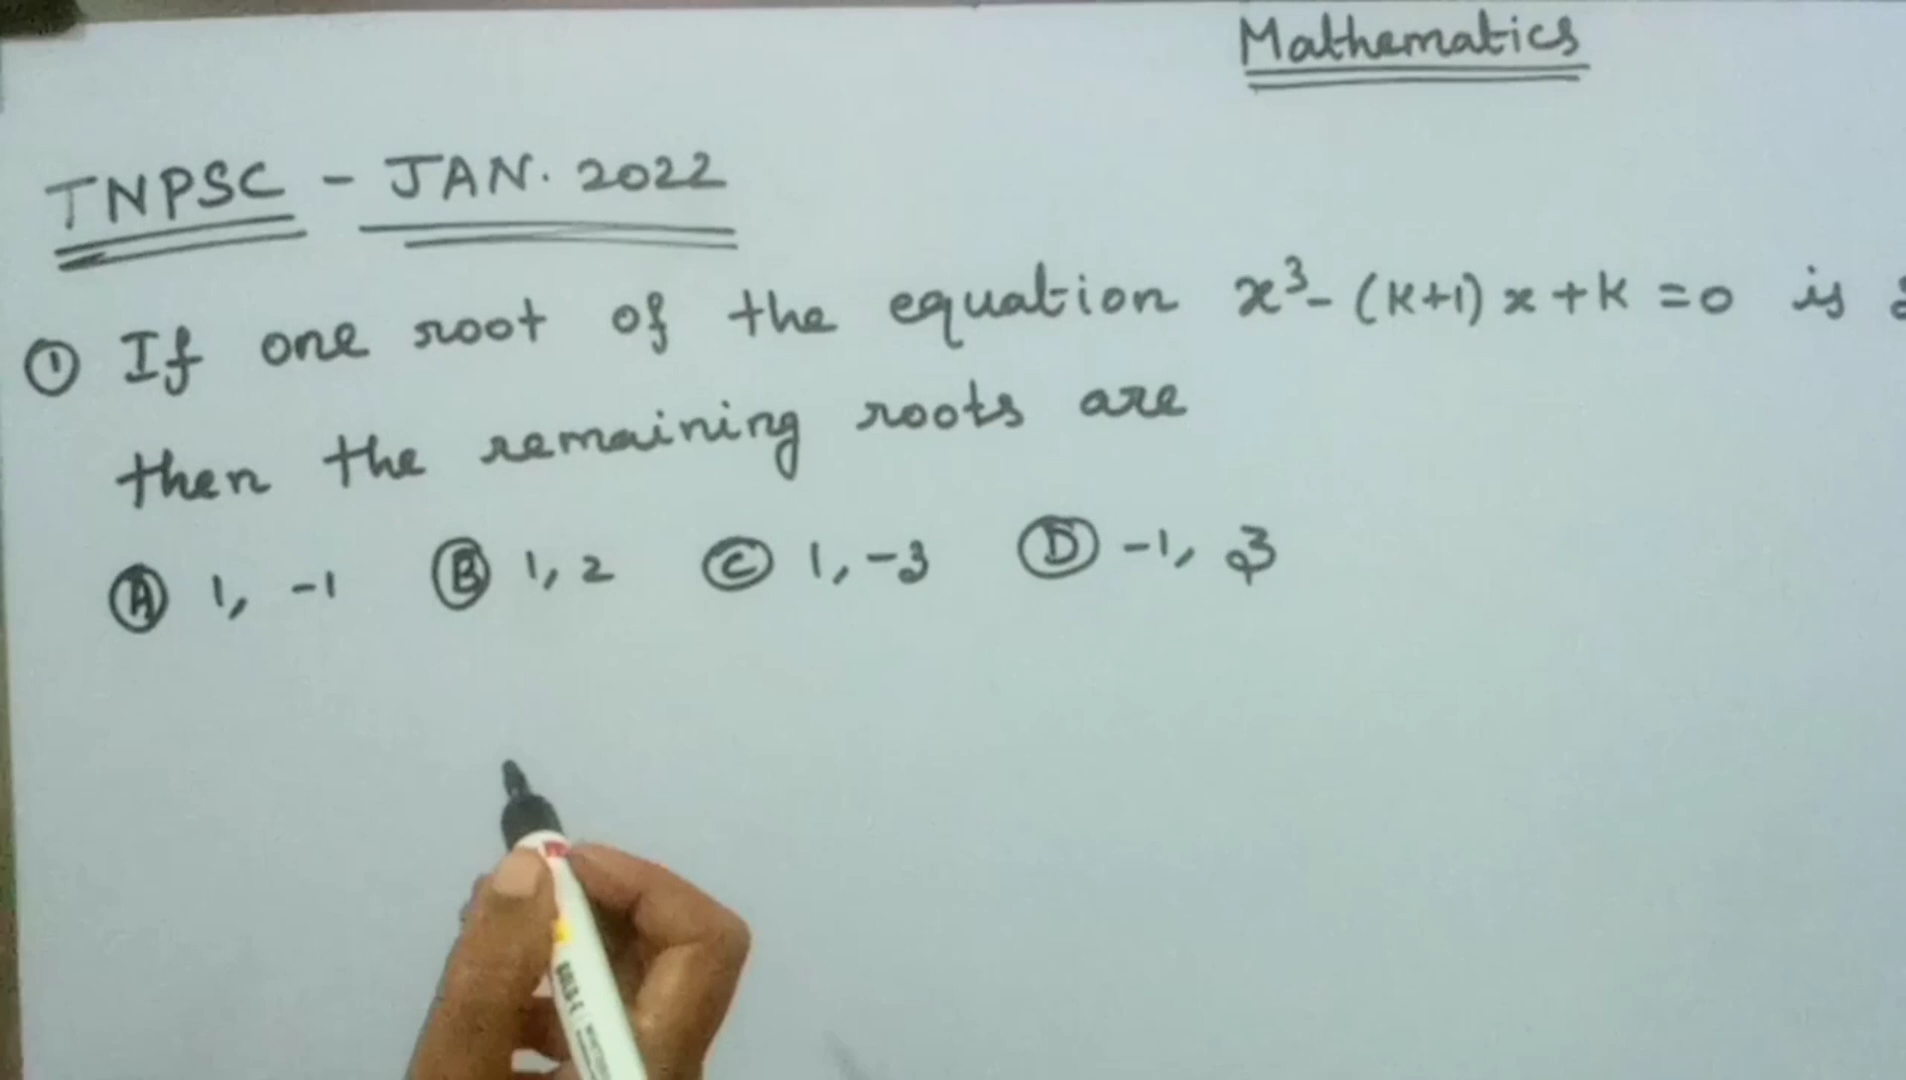 Mathematics
TNPSC - JAN. 2022
① If one root of the equation x³- (k+1) x + k = 0 is
then the remaining roots are
Ⓐ 1, -1 Ⓑ 1, 2 Ⓒ 1, -3 Ⓓ -1, 3